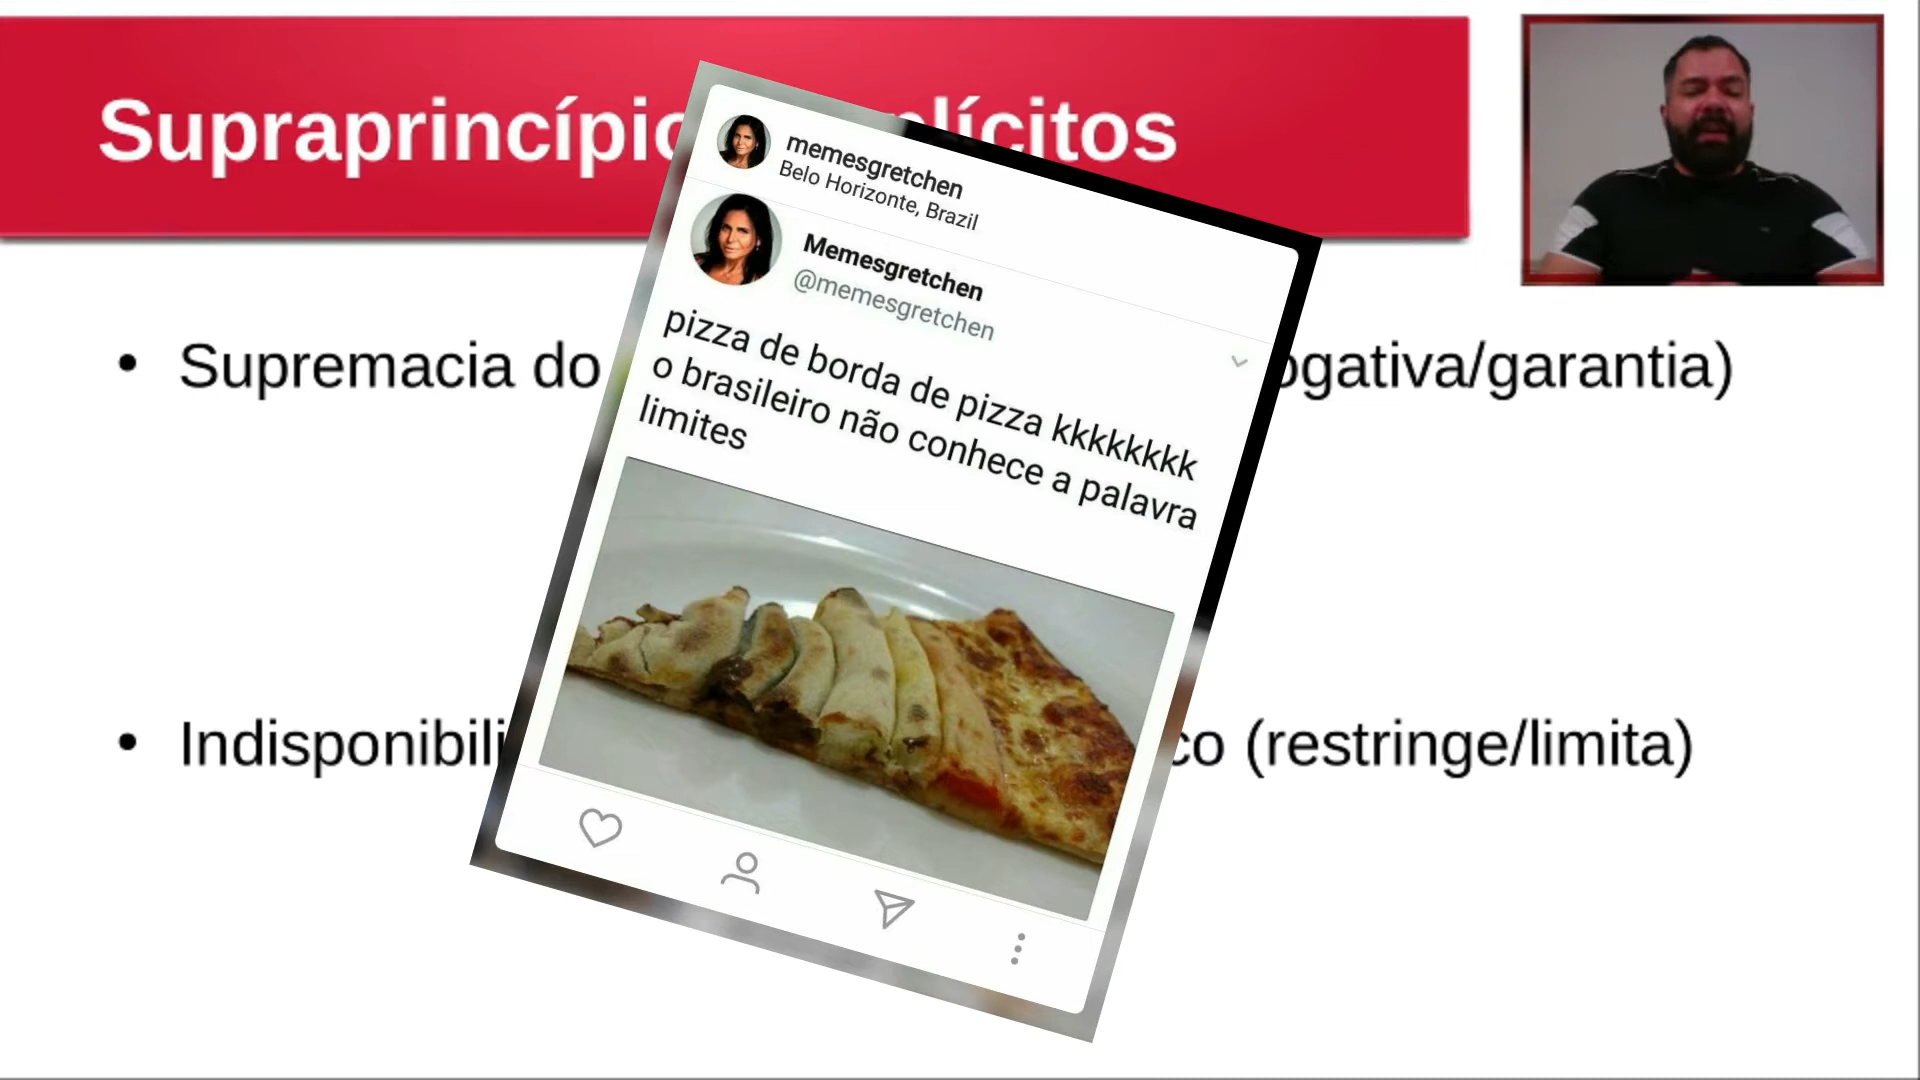 Supraprincípio plícitos
memesgretchen
Belo Horizonte, Brazil
Memesgretchen
@memesgretchen
pizza de borda de pizza kkkkkkkk
o brasileiro não conhece a palavra
limites
• Supremacia do ogativa/garantia)
• Indisponibili co (restringe/limita)